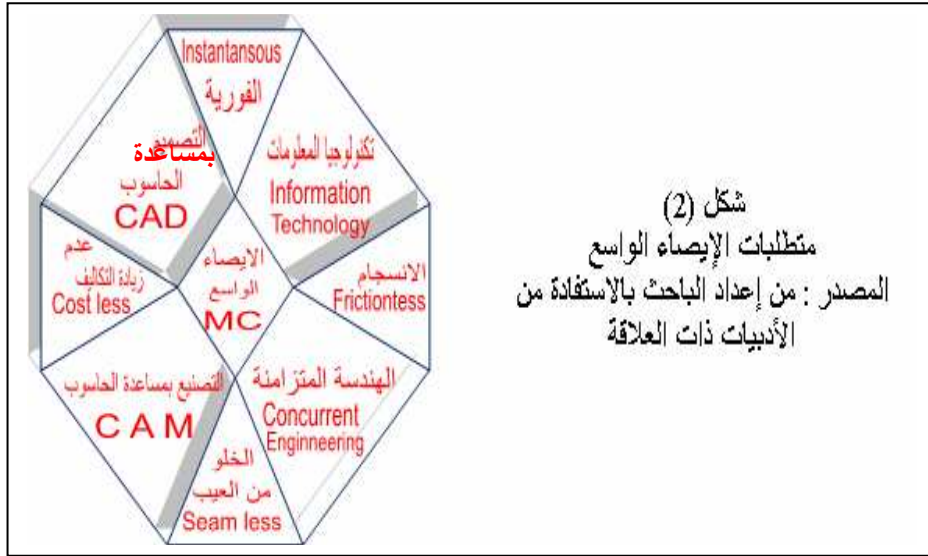 Instantansous
الفورية
التصميم
بمساعدة
الحاسوب
CAD
تكنولوجيا المعلومات
Information
Technology
عدم
زيادة التكاليف
Cost less
الايصاء
الواسع
MC
الانسجام
Frictiontess
التصنيع بمساعدة الحاسوب
C A M
الهندسة المتزامنة
Concurrent
Enginneering
الخلو
من العيب
Seam less
شكل (2)
متطلبات الإيصاء الواسع
المصدر : من إعداد الباحث بالاستفادة من
الأدبيات ذات العلاقة